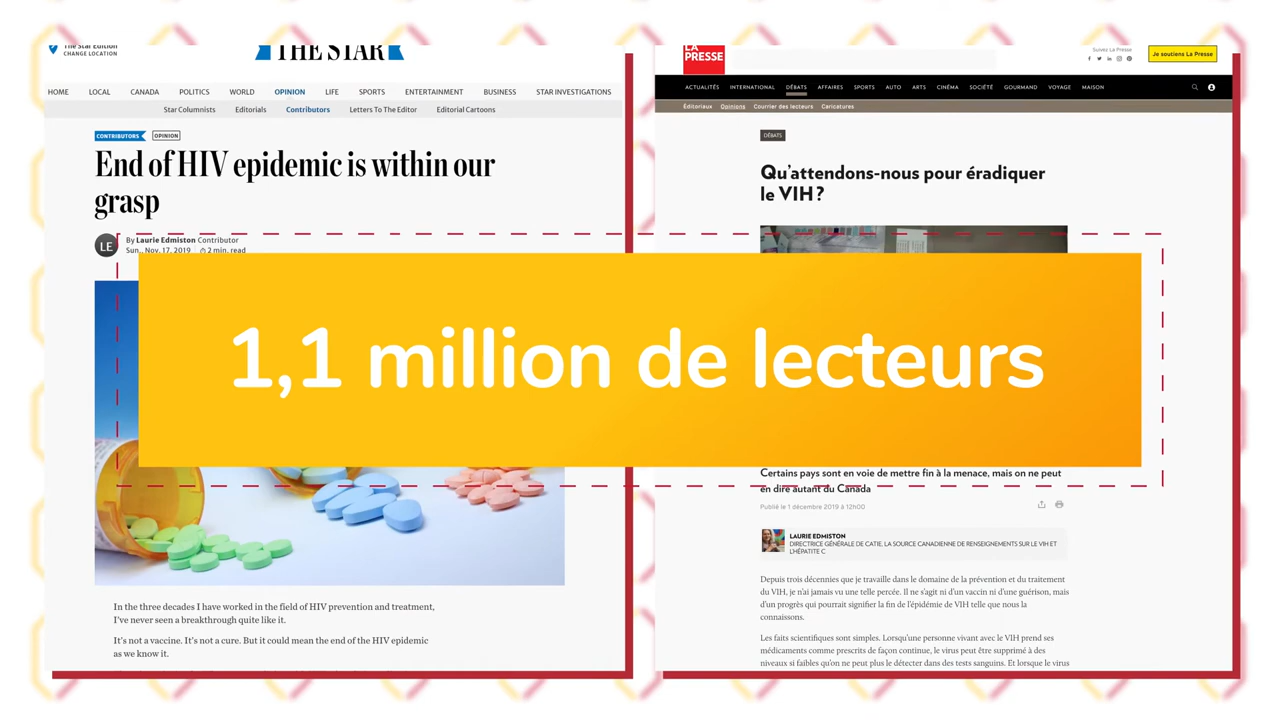 The Star Edition
CHANGE LOCATION
THE STAR
HOME LOCAL CANADA POLITICS WORLD OPINION LIFE SPORTS ENTERTAINMENT BUSINESS STAR INVESTIGATIONS
Star Columnists Editorials Contributors Letters To The Editor Editorial Cartoons
CONTRIBUTORS OPINION
End of HIV epidemic is within our
grasp
LE
By Laurie Edmiston Contributor
Sun., Nov. 17, 2019 2 min. read
In the three decades I have worked in the field of HIV prevention and treatment,
I've never seen a breakthrough quite like it.
It's not a vaccine. It's not a cure. But it could mean the end of the HIV epidemic
as we know it.
LA
PRESSE
Suivez La Presse
Je soutiens La Presse
ACTUALITÉS INTERNATIONAL DÉBATS AFFAIRES SPORTS AUTO ARTS CINÉMA SOCIÉTÉ GOURMAND VOYAGE MAISON
Éditoriaux Opinions Courrier des lecteurs Caricatures
DÉBATS
Qu'attendons-nous pour éradiquer
le VIH ?
1,1 million de lecteurs
Certains pays sont en voie de mettre fin à la menace, mais on ne peut
en dire autant du Canada
Publié le 1 décembre 2019 à 12h00
LAURIE EDMISTON
DIRECTRICE GÉNÉRALE DE CATIE, LA SOURCE CANADIENNE DE RENSEIGNEMENTS SUR LE VIH ET
L'HÉPATITE C
Depuis trois décennies que je travaille dans le domaine de la prévention et du traitement
du VIH, je n'ai jamais vu une telle percée. Il ne s'agit ni d'un vaccin ni d'une guérison, mais
d'un progrès qui pourrait signifier la fin de l'épidémie de VIH telle que nous la
connaissons.
Les faits scientifiques sont simples. Lorsqu'une personne vivant avec le VIH prend ses
médicaments comme prescrits de façon continue, le virus peut être supprimé à des
niveaux si faibles qu'on ne peut plus le détecter dans des tests sanguins. Et lorsque le virus